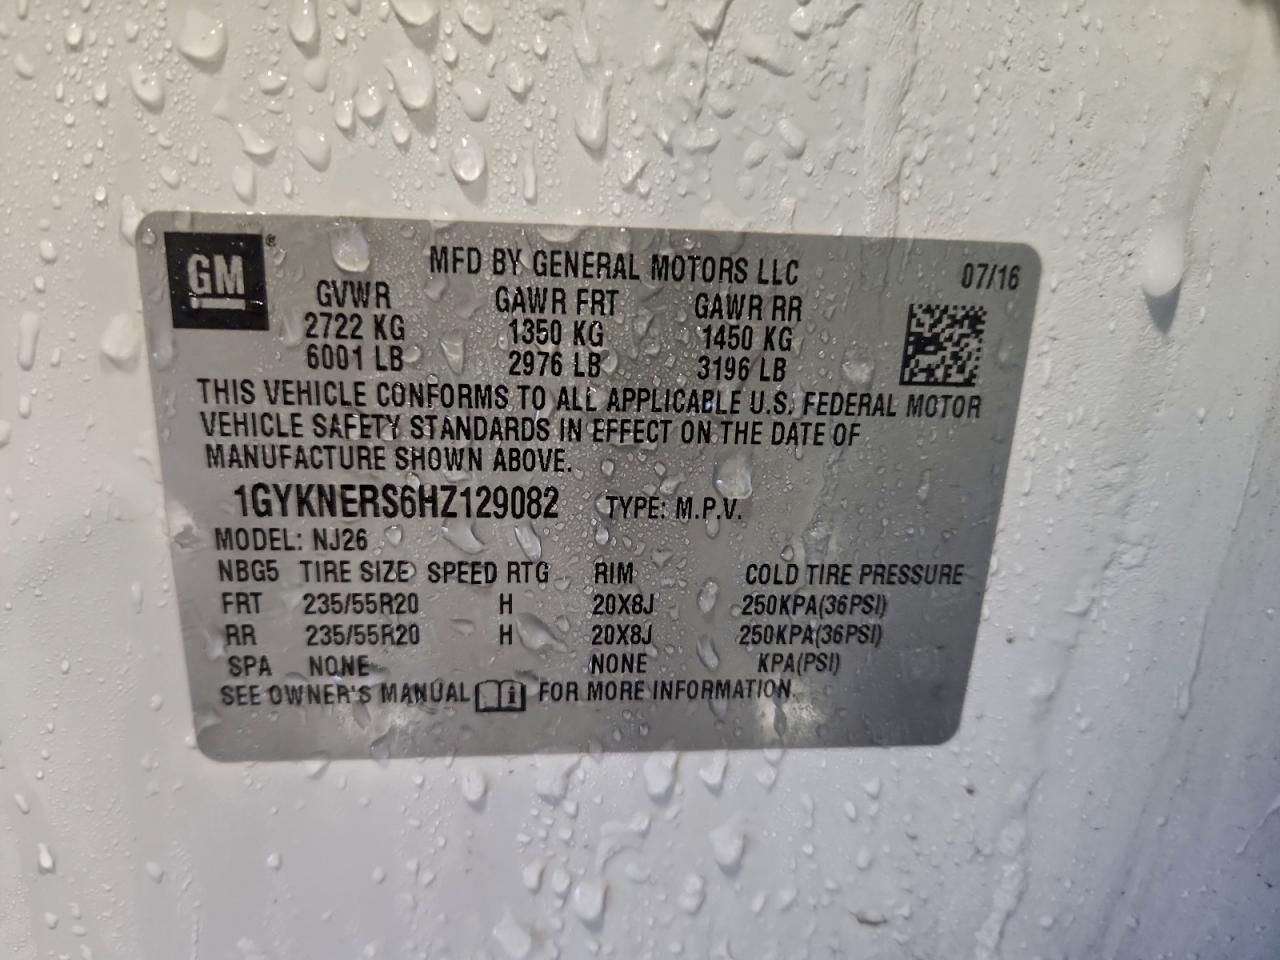 GM ®
MFD BY GENERAL MOTORS LLC 07/16
GVWR GAWR FRT GAWR RR
2722 KG 1350 KG 1450 KG
6001 LB 2976 LB 3196 LB
THIS VEHICLE CONFORMS TO ALL APPLICABLE U.S. FEDERAL MOTOR
VEHICLE SAFETY STANDARDS IN EFFECT ON THE DATE OF
MANUFACTURE SHOWN ABOVE.
1GYKNERS6HZ129082 TYPE: M.P.V.
MODEL: NJ26
NBG5 TIRE SIZE SPEED RTG RIM COLD TIRE PRESSURE
FRT 235/55R20 H 20X8J 250KPA(36PSI)
RR 235/55R20 H 20X8J 250KPA(36PSI)
SPA NONE NONE KPA(PSI)
SEE OWNER'S MANUAL i FOR MORE INFORMATION